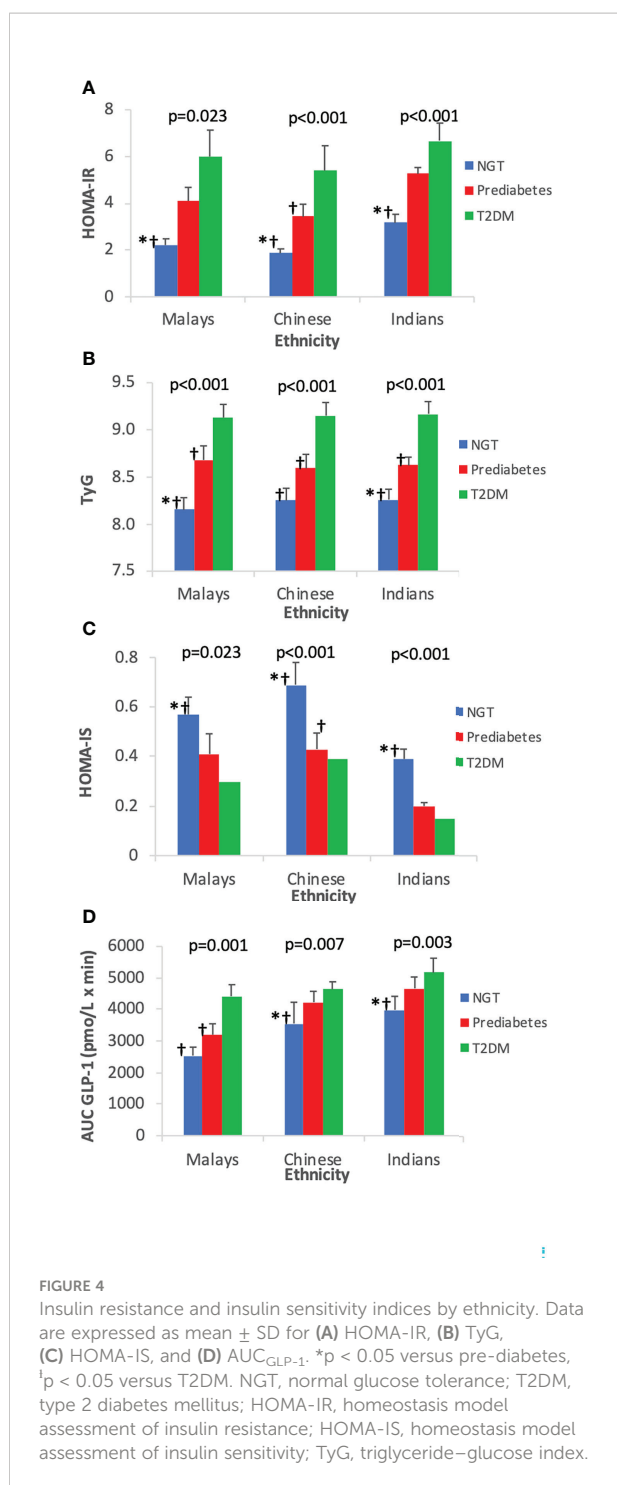 A
p=0.023 p<0.001 p<0.001
8
6
4
2
0
HOMA-IR
*† *† † *†
NGT
Prediabetes
T2DM
Malays Chinese Indians
Ethnicity
B
p<0.001 p<0.001 p<0.001
9.5
9.0
8.5
8.0
7.5
TyG
*† † † † *† †
NGT
Prediabetes
T2DM
Malays Chinese Indians
Ethnicity
C
p=0.023 p<0.001 p<0.001
0.8
0.6
0.4
0.2
0
HOMA-IS
*† *† † *†
NGT
Prediabetes
T2DM
Malays Chinese Indians
Ethnicity
D
p=0.001 p=0.007 p=0.003
6000
5000
4000
3000
2000
1000
0
AUC GLP-1 (pmo/L x min)
† † *† *†
NGT
Prediabetes
T2DM
Malays Chinese Indians
Ethnicity
FIGURE 4
Insulin resistance and insulin sensitivity indices by ethnicity. Data
are expressed as mean ± SD for (A) HOMA-IR, (B) TyG,
(C) HOMA-IS, and (D) AUCGLP-1. *p < 0.05 versus pre-diabetes,
ƚp < 0.05 versus T2DM. NGT, normal glucose tolerance; T2DM,
type 2 diabetes mellitus; HOMA-IR, homeostasis model
assessment of insulin resistance; HOMA-IS, homeostasis model
assessment of insulin sensitivity; TyG, triglyceride–glucose index.